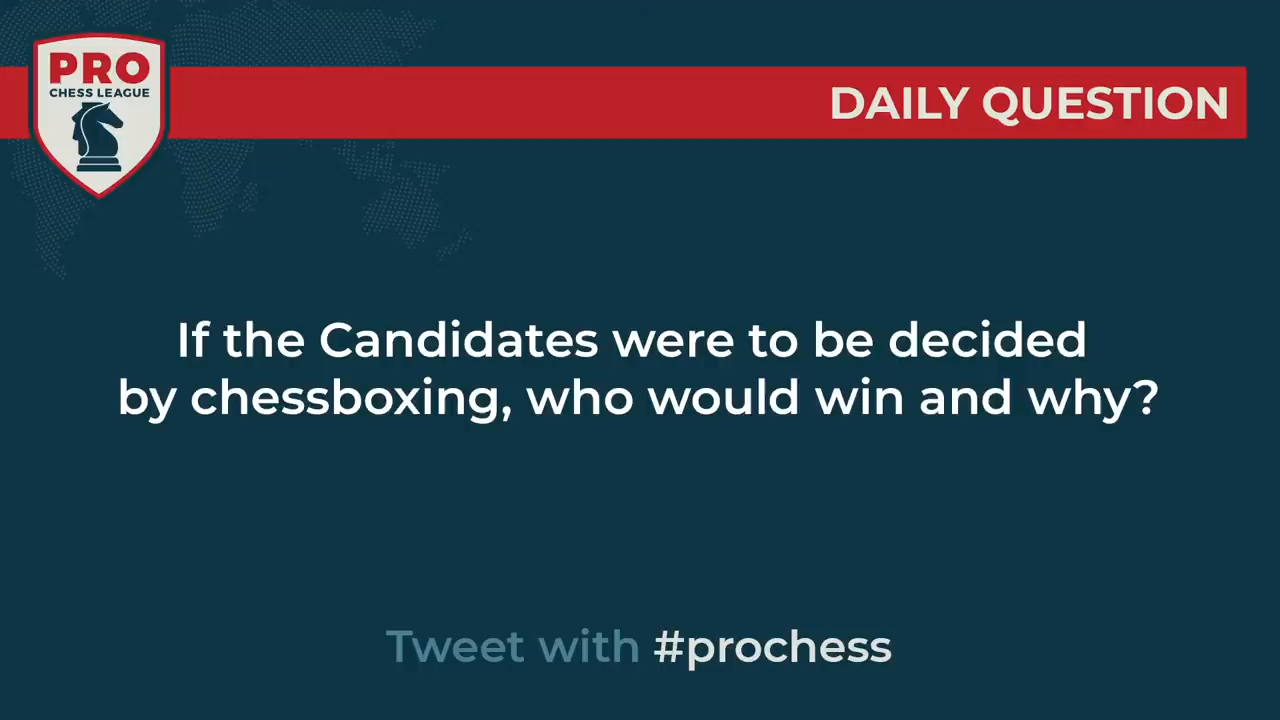 PRO
CHESS LEAGUE
DAILY QUESTION
If the Candidates were to be decided
by chessboxing, who would win and why?
Tweet with #prochess